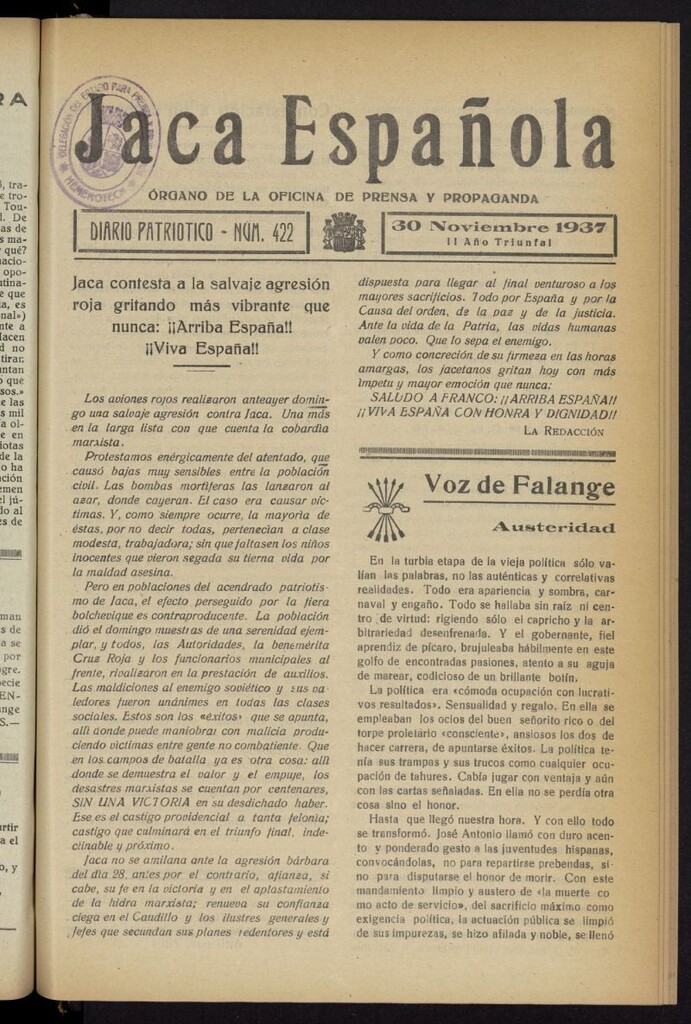 Jaca Española
ÓRGANO DE LA OFICINA DE PRENSA Y PROPAGANDA
DIARIO PATRIOTICO - NÚM. 422
30 Noviembre 1937
II Año Triunfal
Jaca contesta a la salvaje agresión
roja gritando más vibrante que
nunca: ¡¡Arriba España!!
¡¡Viva España!!
Los aviones rojos realizaron anteayer domin-
go una salvaje agresión contra Jaca. Una más
en la larga lista con que cuenta la cobardía
marxista.
Protestamos enérgicamente del atentado, que
causó bajas muy sensibles entre la población
civil. Las bombas mortíferas las lanzaron al
azar, donde cayeran. El caso era causar víc-
timas. Y, como siempre ocurre, la mayoría de
éstas, por no decir todas, pertenecían a clase
modesta, trabajadora; sin que faltasen los niños
inocentes que vieron segada su tierna vida por
la maldad asesina.
Pero en poblaciones del acendrado patriotis-
mo de Jaca, el efecto perseguido por la fiera
bolchevique es contraproducente. La población
dió el domingo muestras de una serenidad ejem-
plar, y todos, las Autoridades, la benemérita
Cruz Roja y los funcionarios municipales al
frente, rivalizaron en la prestación de auxilios.
Las maldiciones al enemigo soviético y sus va-
ledores fueron unánimes en todas las clases
sociales. Estos son los «éxitos» que se apunta,
allí donde puede maniobrar con malicia produ-
ciendo víctimas entre gente no combatiente. Que
en los campos de batalla ya es otra cosa: allí
donde se demuestra el valor y el empuje, los
desastres marxistas se cuentan por centenares,
SIN UNA VICTORIA en su desdichado haber.
Ese es el castigo providencial a tanta felonía;
castigo que culminará en el triunfo final, inde-
clinable y próximo.
Jaca no se amilana ante la agresión bárbara
del día 28, antes por el contrario, afianza, si
cabe, su fe en la victoria y en el aplastamiento
de la hidra marxista; renueva su confianza
ciega en el Caudillo y los ilustres generales y
Jefes que secundan sus planes redentores y está
dispuesta para llegar al final venturoso a los
mayores sacrificios. Todo por España y por la
Causa del orden, de la paz y de la justicia.
Ante la vida de la Patria, las vidas humanas
valen poco. Que lo sepa el enemigo.
Y como concreción de su firmeza en las horas
amargas, los jacetanos gritan hoy con más
ímpetu y mayor emoción que nunca:
SALUDO A FRANCO: ¡¡ARRIBA ESPAÑA!!
¡¡VIVA ESPAÑA CON HONRA Y DIGNIDAD!!
LA REDACCIÓN
Voz de Falange
Austeridad
En la turbia etapa de la vieja política sólo va-
lían las palabras, no las auténticas y correlativas
realidades. Todo era apariencia y sombra, car-
naval y engaño. Todo se hallaba sin raíz ni cen-
tro de virtud: rigiendo sólo el capricho y la ar-
bitrariedad desenfrenada. Y el gobernante, fiel
aprendiz de pícaro, brujuleaba hábilmente en este
golfo de encontradas pasiones, atento a su aguja
de marear, codicioso de un brillante botín.
La política era «cómoda ocupación con lucrati-
vos resultados». Sensualidad y regalo. En ella se
empleaban los ocios del buen señorito rico o del
torpe proletario «consciente», ansiosos los dos de
hacer carrera, de apuntarse éxitos. La política te-
nía sus trampas y sus trucos como cualquier ocu-
pación de tahures. Cabía jugar con ventaja y aún
con las cartas señaladas. En ella no se perdía otra
cosa sino el honor.
Hasta que llegó nuestra hora. Y con ello todo
se transformó. José Antonio llamó con duro acen-
to y ponderado gesto a las juventudes hispanas,
convocándolas, no para repartirse prebendas, si-
no para disputarse el honor de morir. Con este
mandamiento limpio y austero de «la muerte co
mo acto de servicio», del sacrificio máximo como
exigencia política, la actuación pública se limpió
de sus impurezas, se hizo afilada y noble, se llenó